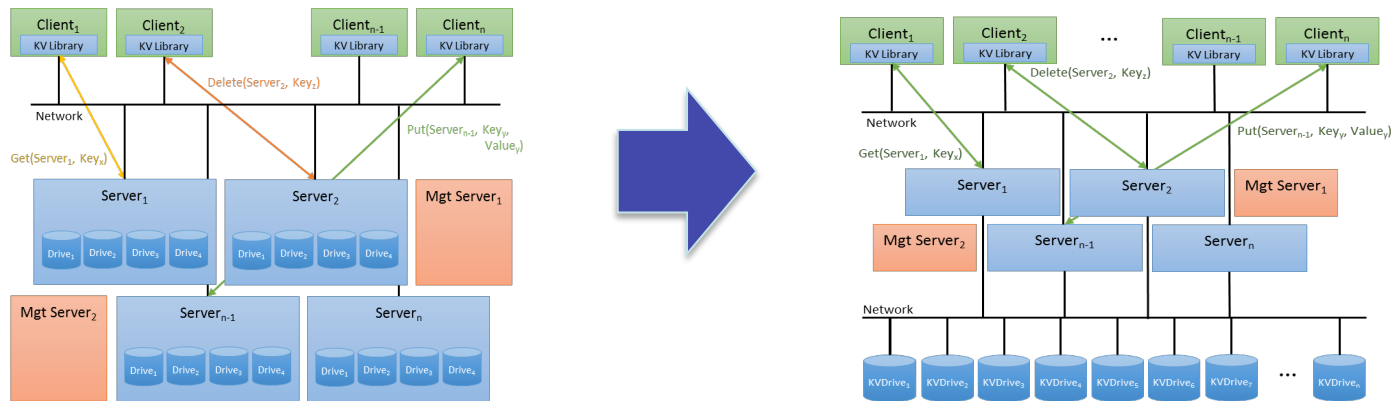 Client1
KV Library
Client2
KV Library
Clientn-1
KV Library
Clientn
KV Library
Delete(Server2, Keyz)
Network
Put(Servern-1, Keyy,
Valuey)
Get(Server1, Keyx)
Server1
Drive1 Drive2 Drive3 Drive4
Server2
Drive1 Drive2 Drive3 Drive4
Mgt Server1
Mgt Server2
Servern-1
Drive1 Drive2 Drive3 Drive4
Servern
Drive1 Drive2 Drive3 Drive4
Client1
KV Library
Client2
KV Library
...
Clientn-1
KV Library
Clientn
KV Library
Delete(Server2, Keyz)
Network
Put(Servern-1, Keyy, Valuey)
Get(Server1, Keyx)
Server1
Server2
Mgt Server1
Mgt Server2
Servern-1
Servern
Network
KVDrive1 KVDrive2 KVDrive3 KVDrive4 KVDrive5 KVDrive6 KVDrive7 ... KVDriven